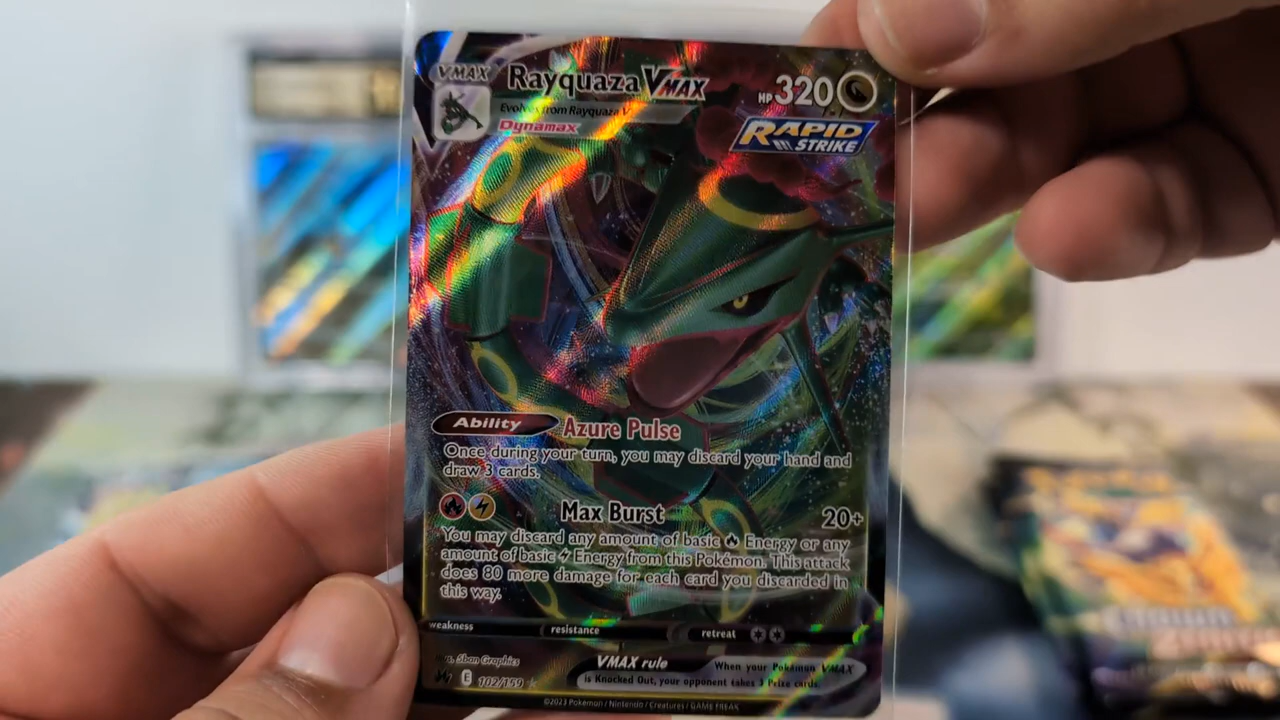 VMAX Rayquaza VMAX HP 320
Evolves from Rayquaza V
Dynamax
RAPID
STRIKE
Ability Azure Pulse
Once during your turn, you may discard your hand and
draw 3 cards.
Max Burst 20+
You may discard any amount of basic Energy or any
amount of basic Energy from this Pokémon. This attack
does 80 more damage for each card you discarded in
this way.
weakness resistance retreat
Sban Graphics
VMAX rule When your Pokémon VMAX
is Knocked Out, your opponent takes 3 Prize cards.
E 102/159
©2023 Pokémon / Nintendo / Creatures / GAME FREAK